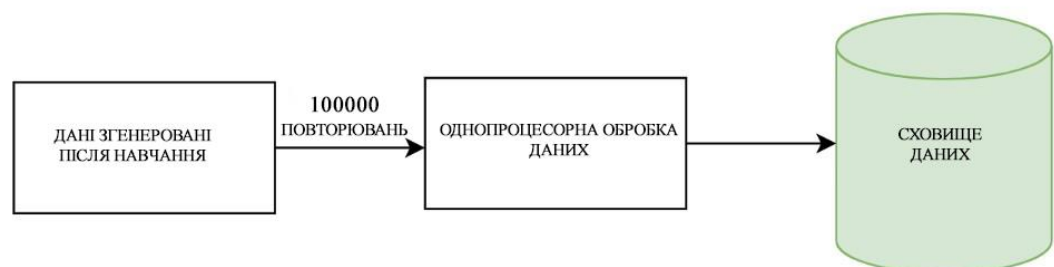 ДАНІ ЗГЕНЕРОВАНІ
ПІСЛЯ НАВЧАННЯ
100000
ПОВТОРЮВАНЬ
ОДНОПРОЦЕСОРНА ОБРОБКА
ДАНИХ
СХОВИЩЕ
ДАНИХ